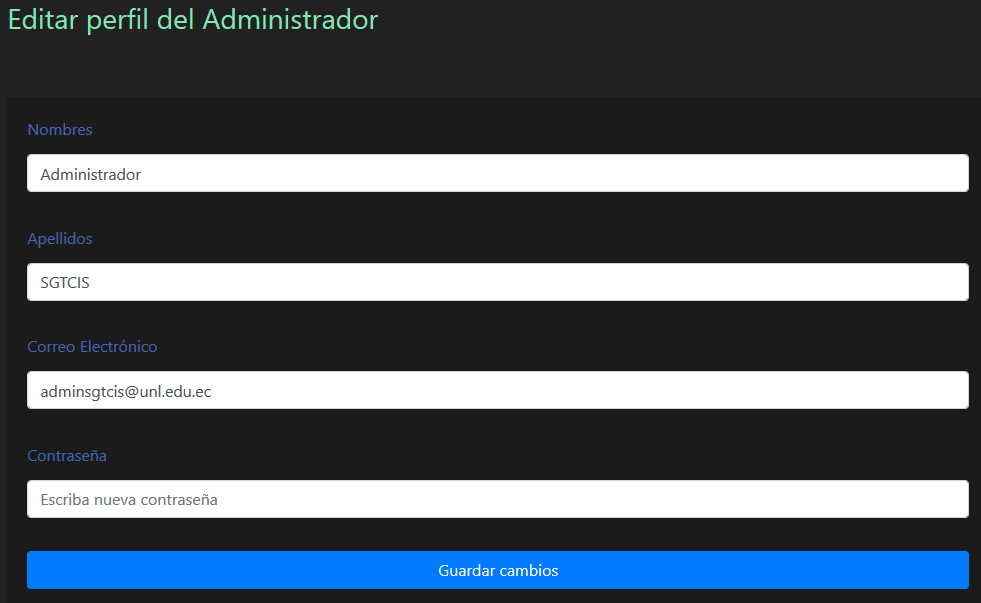 Editar perfil del Administrador
Nombres
Administrador
Apellidos
SGTCIS
Correo Electrónico
adminsgtcis@unl.edu.ec
Contraseña
Escriba nueva contraseña
Guardar cambios